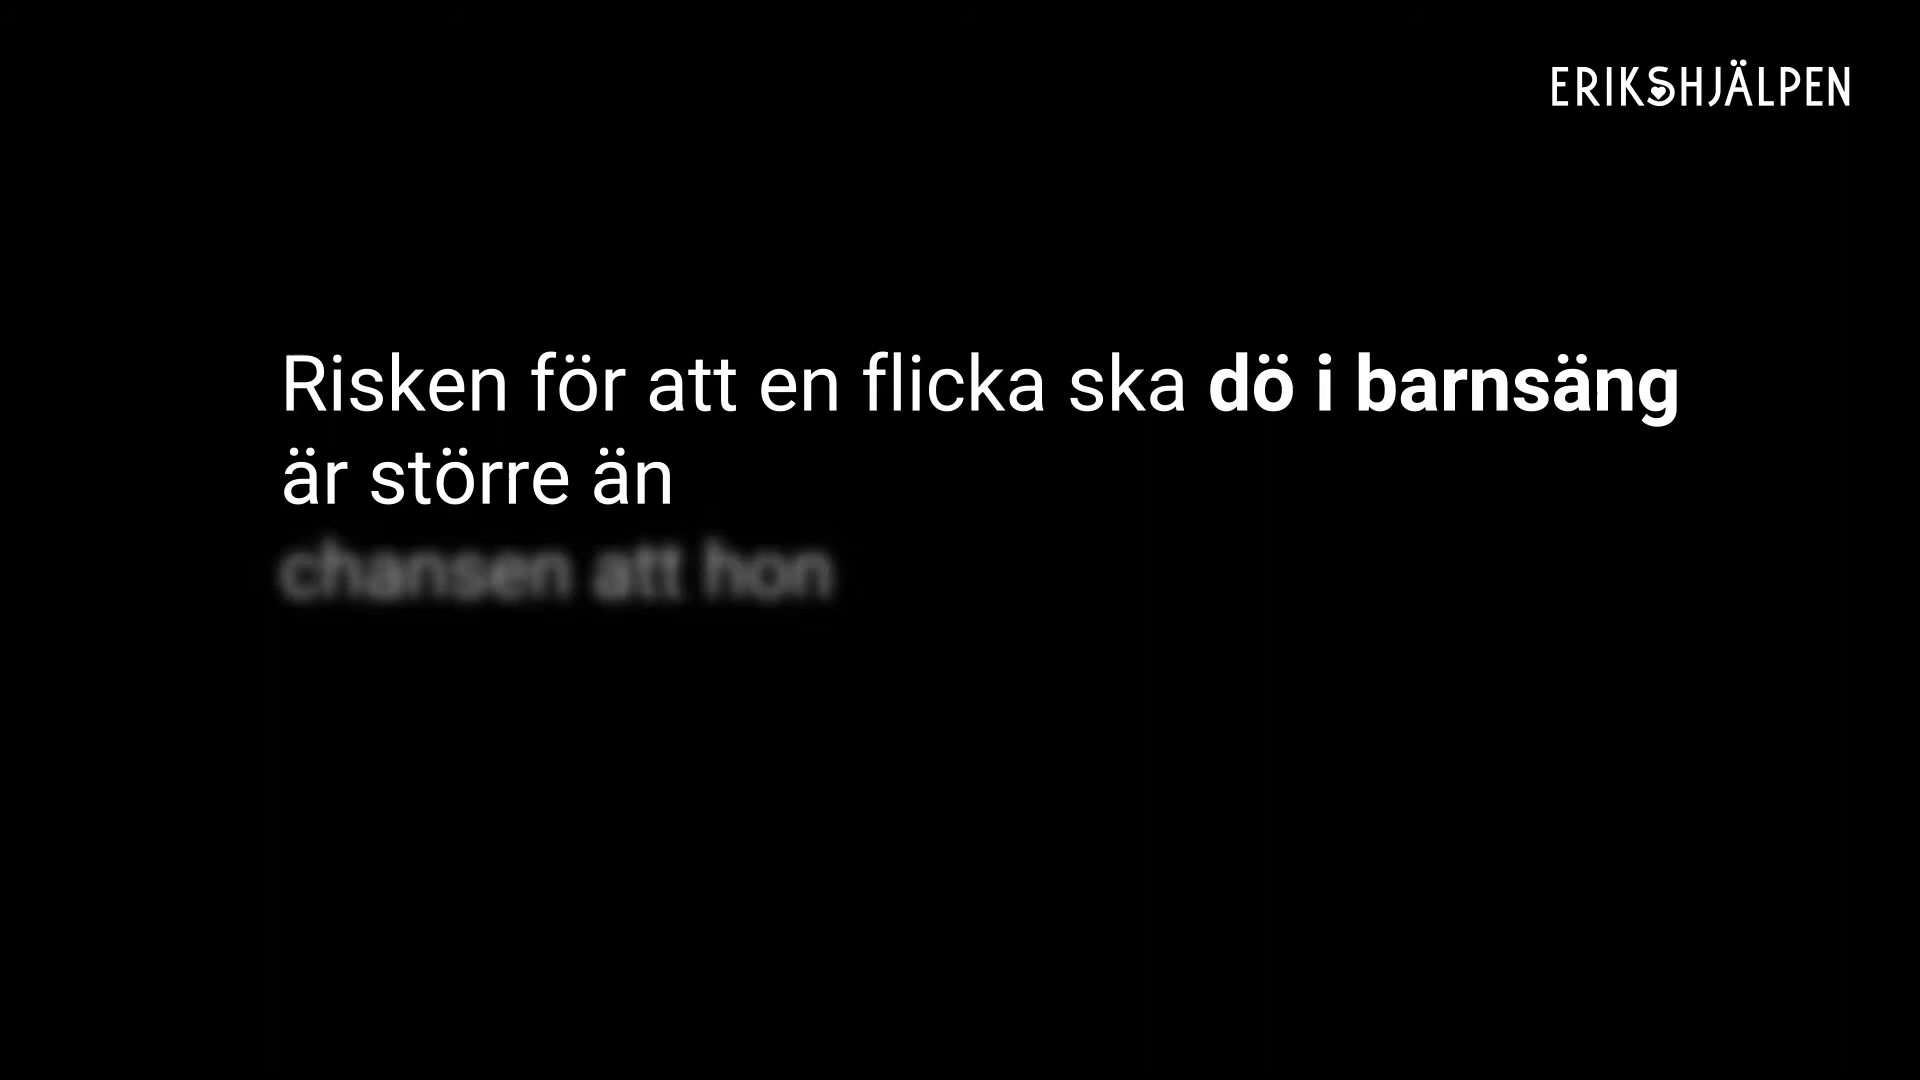 ERIKSHJÄLPEN
Risken för att en flicka ska dö i barnsäng
är större än
chansen att hon